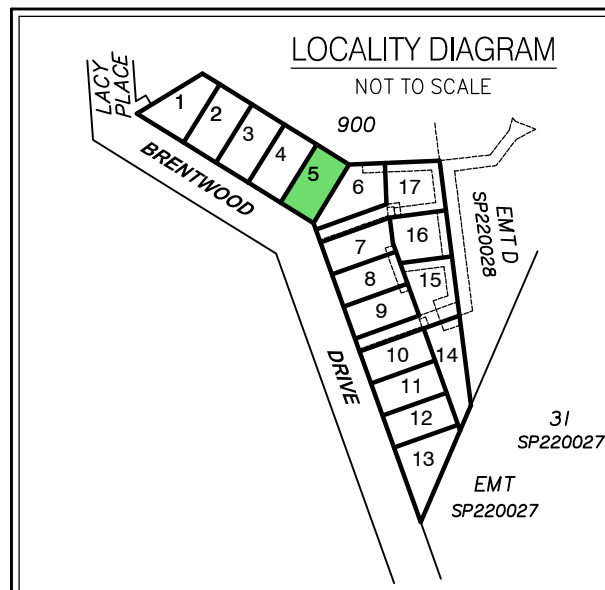 LOCALITY DIAGRAM
NOT TO SCALE
LACY
PLACE
900
1
2
3
4
5
6
17
BRENTWOOD
7
16
EMT D
SP220028
8
15
9
DRIVE
10
14
11
12
31
SP220027
13
EMT
SP220027